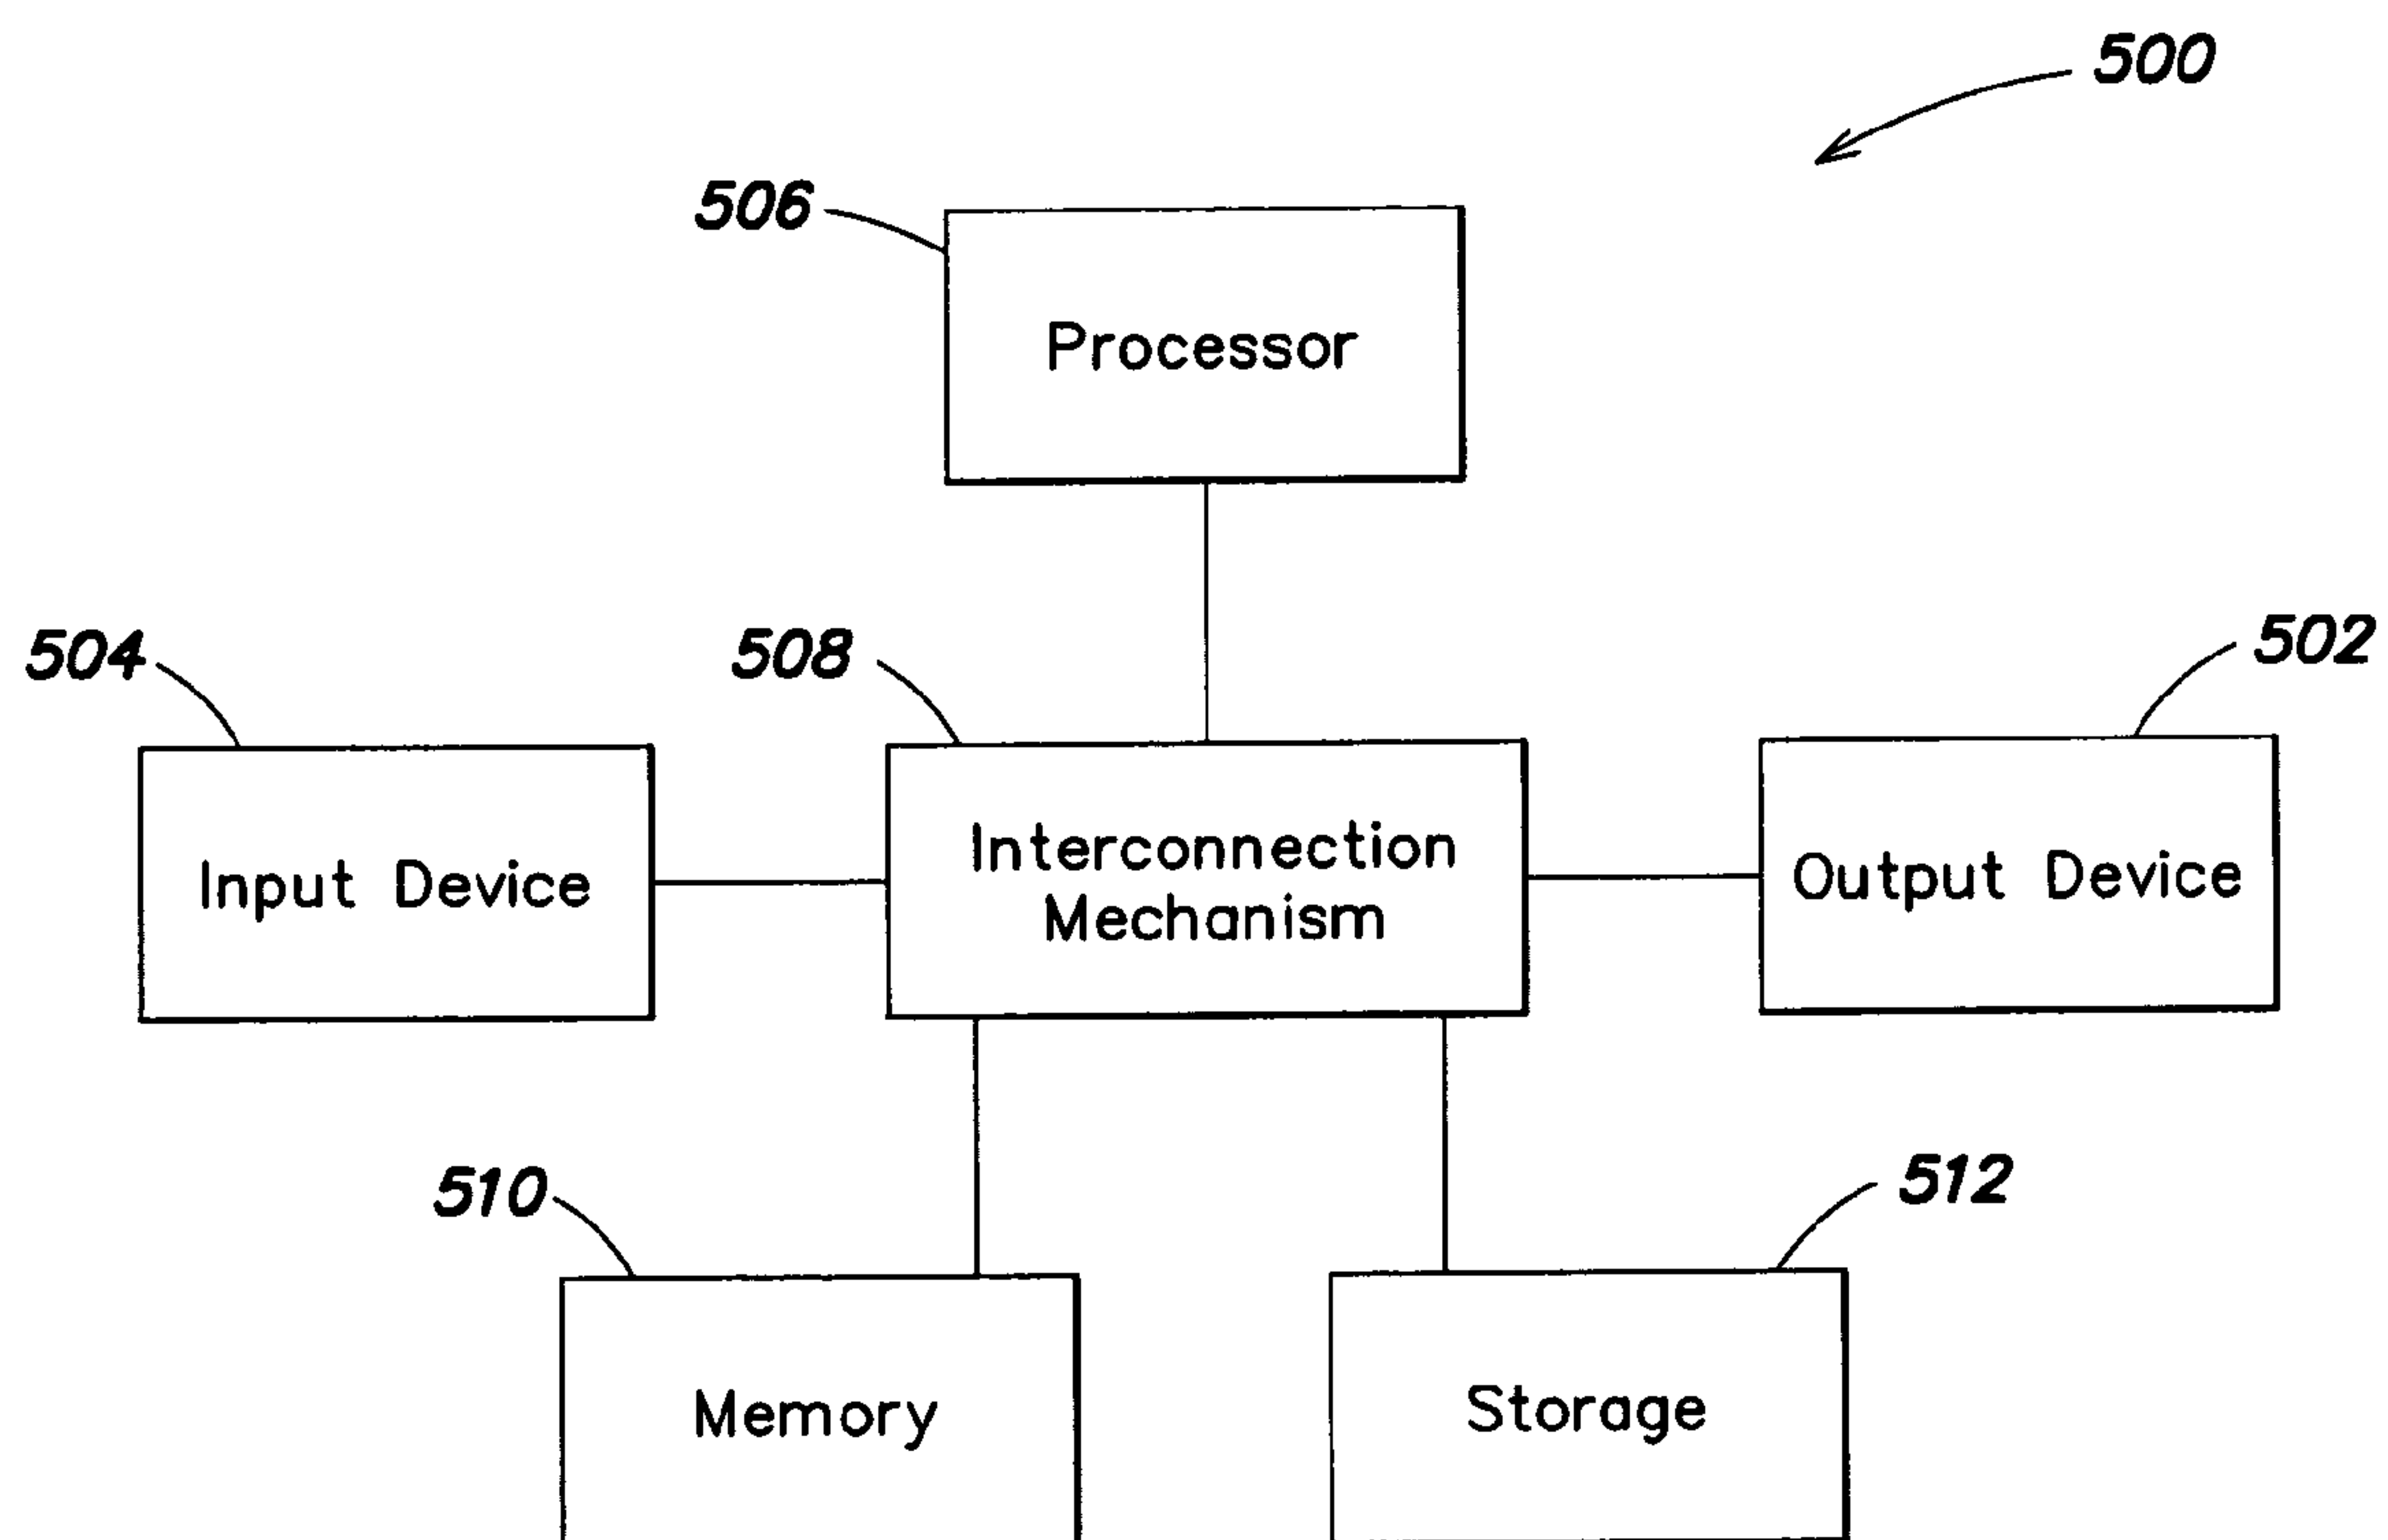 500
506
Processor
504
508
502
Input Device
Interconnection
Mechanism
Output Device
510
512
Memory
Storage